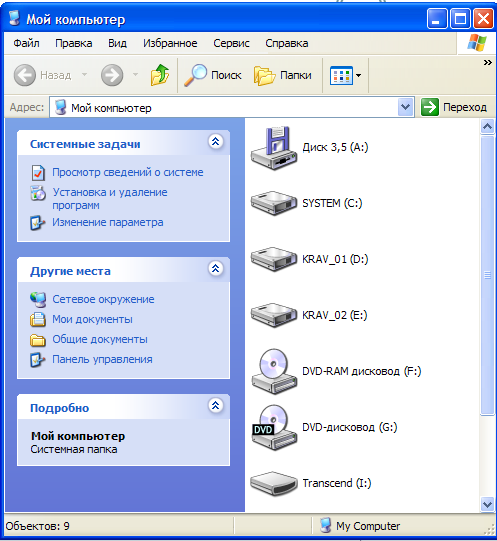 Мой компьютер
Файл Правка Вид Избранное Сервис Справка
Назад Поиск Папки
Адрес: Мой компьютер Переход
Системные задачи
Просмотр сведений о системе
Установка и удаление
программ
Изменение параметра
Другие места
Сетевое окружение
Мои документы
Общие документы
Панель управления
Подробно
Мой компьютер
Системная папка
Диск 3,5 (A:)
SYSTEM (C:)
KRAV_01 (D:)
KRAV_02 (E:)
DVD-RAM дисковод (F:)
DVD
DVD-дисковод (G:)
Transcend (I:)
Объектов: 9 My Computer